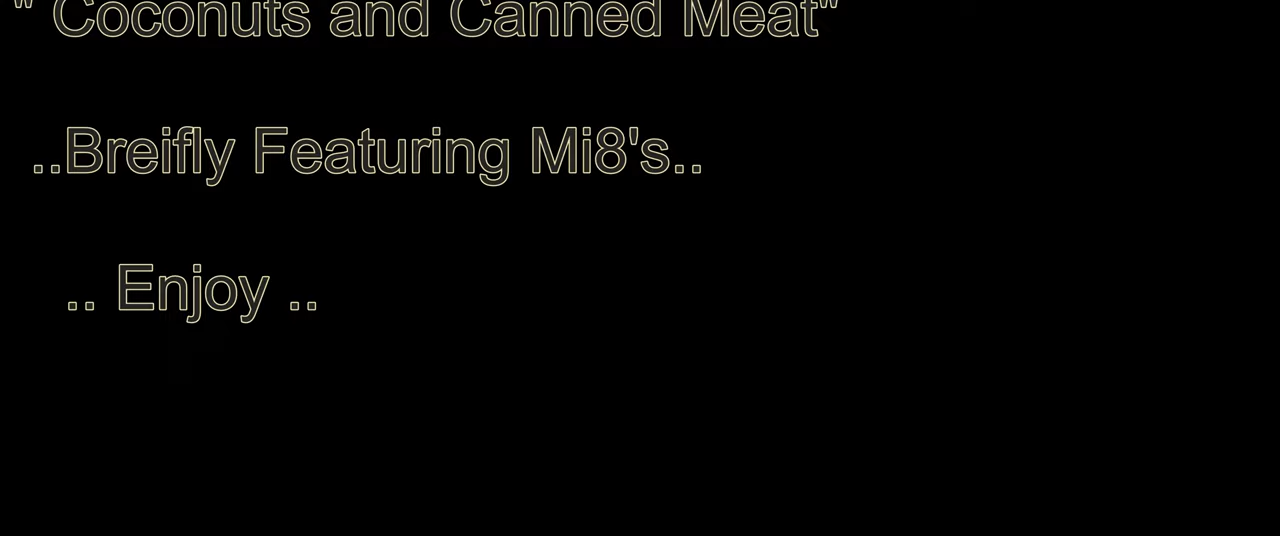 " Coconuts and Canned Meat"
..Breifly Featuring Mi8's..
.. Enjoy ..